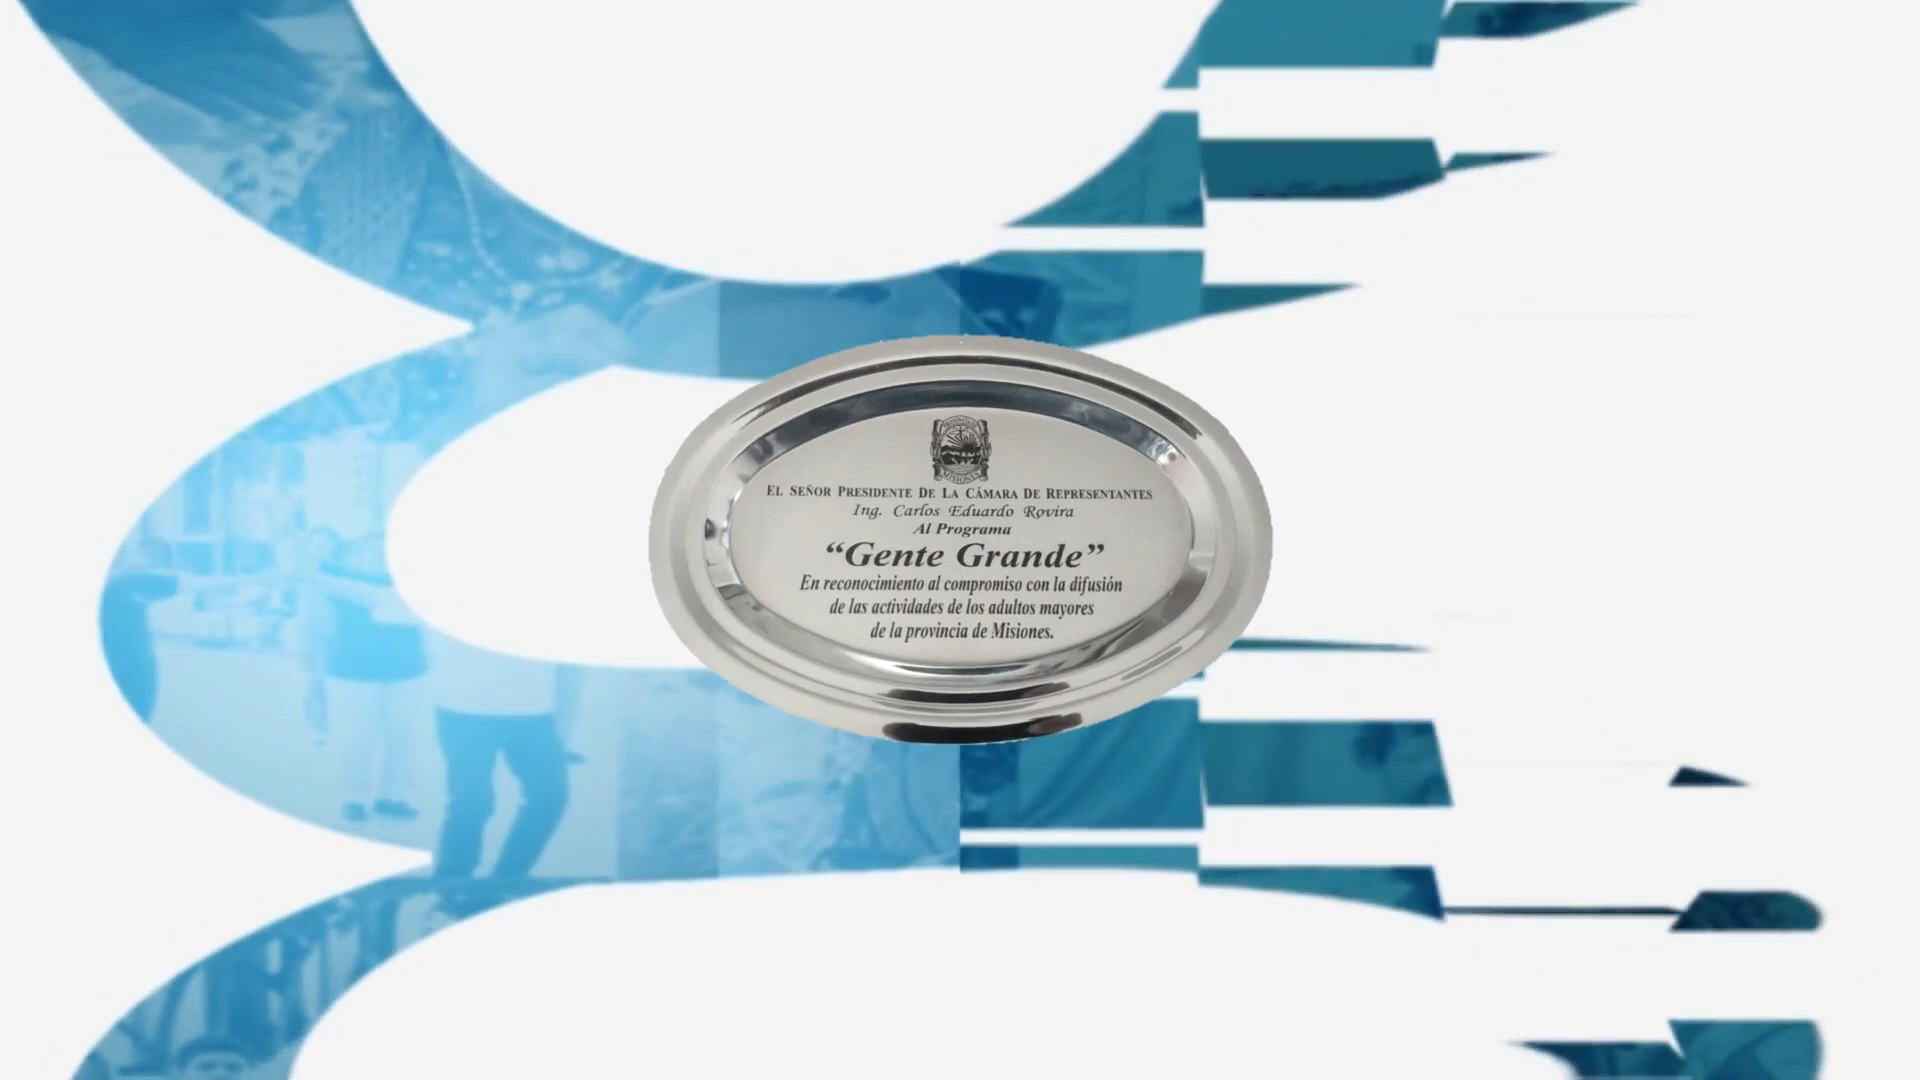 MISIONES
EL SEÑOR PRESIDENTE DE LA CÁMARA DE REPRESENTANTES
Ing. Carlos Eduardo Rovira
Al Programa
“Gente Grande”
En reconocimiento al compromiso con la difusión
de las actividades de los adultos mayores
de la provincia de Misiones.